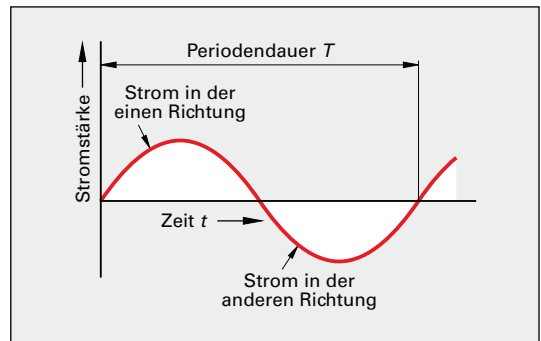 Periodendauer T
Strom in der
einen Richtung
Stromstärke
Zeit t
Strom in der
anderen Richtung